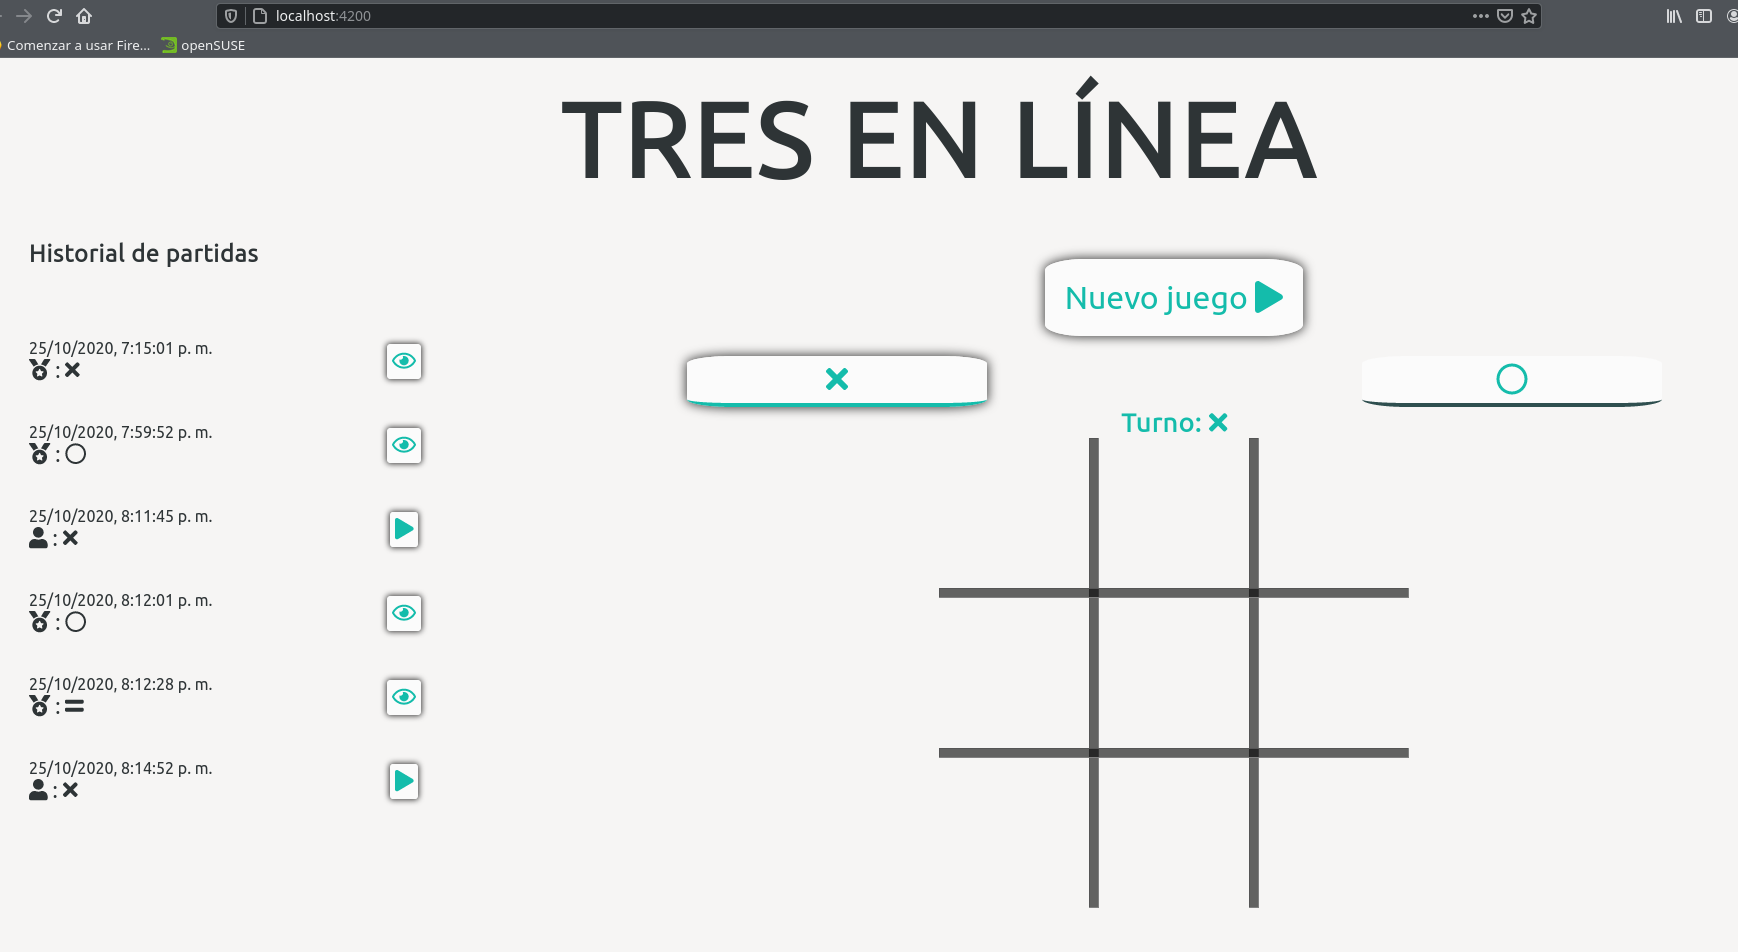 localhost:4200
Comenzar a usar Fire... openSUSE
TRES EN LÍNEA
Historial de partidas
Nuevo juego
25/10/2020, 7:15:01 p. m.
:
Turno:
25/10/2020, 7:59:52 p. m.
:
25/10/2020, 8:11:45 p. m.
:
25/10/2020, 8:12:01 p. m.
:
25/10/2020, 8:12:28 p. m.
:
25/10/2020, 8:14:52 p. m.
: